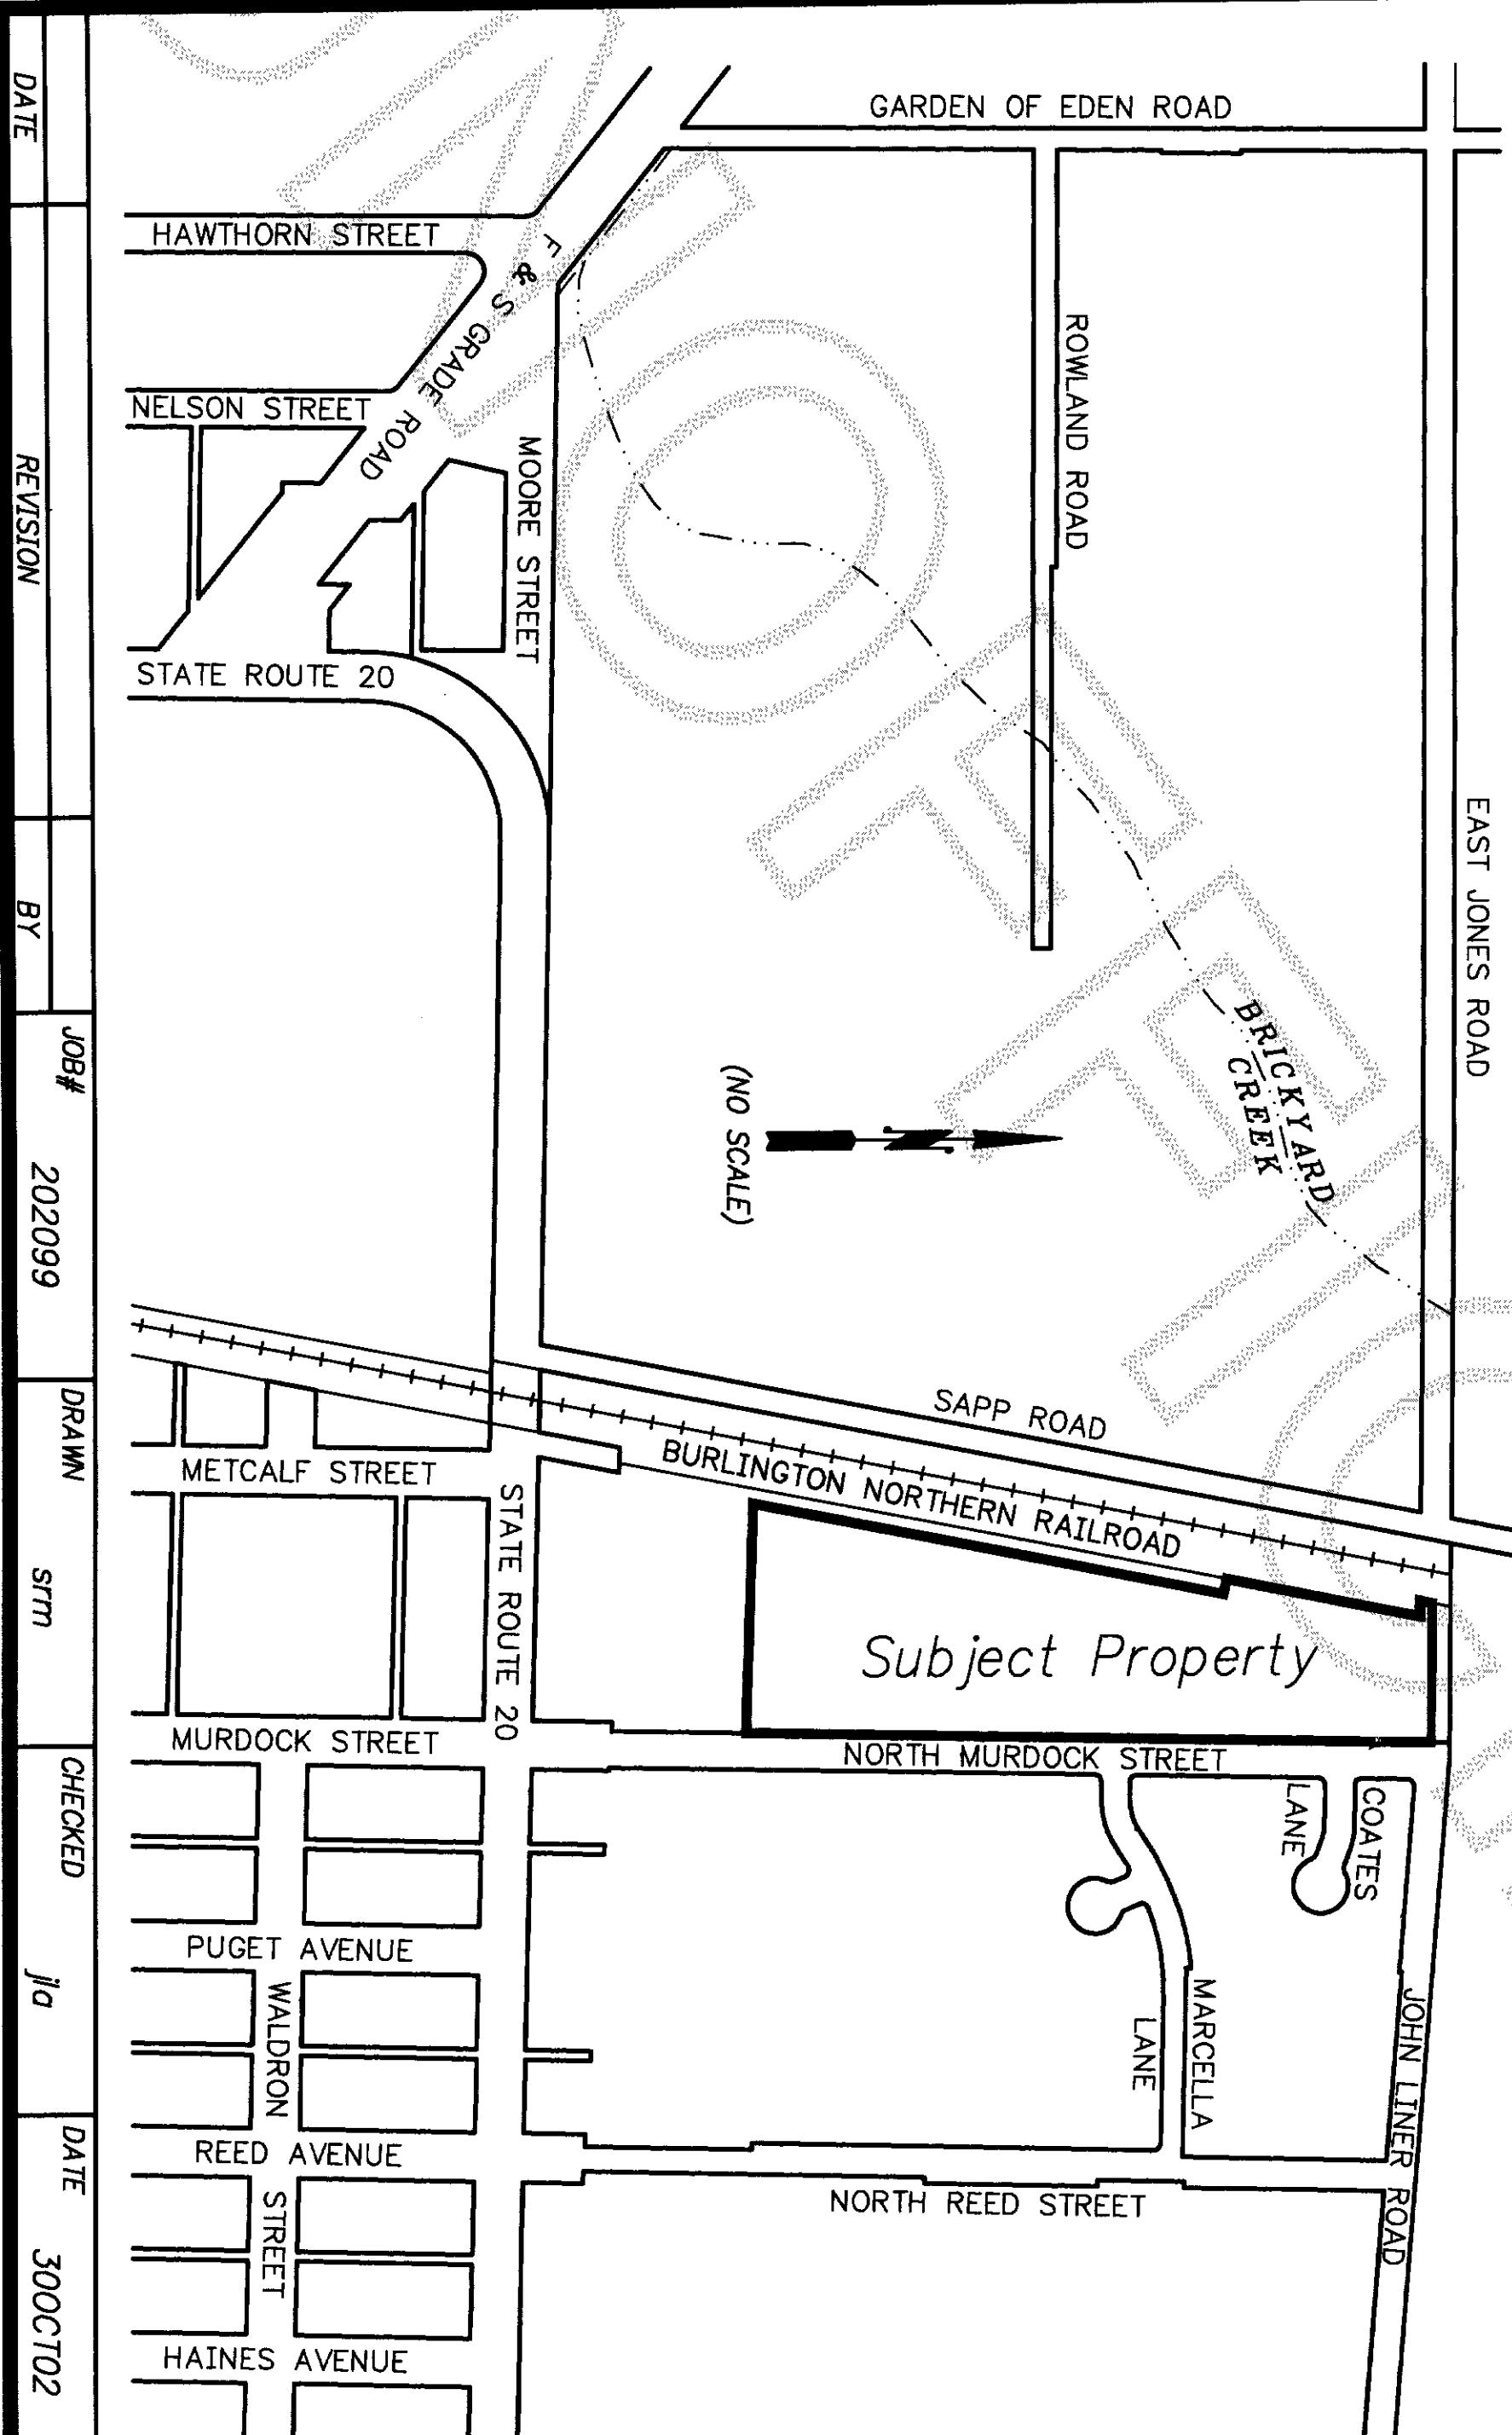 GARDEN OF EDEN ROAD
HAWTHORN STREET
F & S GRADE ROAD
NELSON STREET
MOORE STREET
ROWLAND ROAD
STATE ROUTE 20
EAST JONES ROAD
BRICKYARD
CREEK
(NO SCALE)
SAPP ROAD
BURLINGTON NORTHERN RAILROAD
METCALF STREET
STATE ROUTE 20
Subject Property
MURDOCK STREET
NORTH MURDOCK STREET
COATES
LANE
PUGET AVENUE
WALDRON STREET
MARCELLA
LANE
JOHN LINER ROAD
REED AVENUE
NORTH REED STREET
HAINES AVENUE
DATE
REVISION
BY
JOB#
202099
DRAWN
srm
CHECKED
jla
DATE
30OCT02